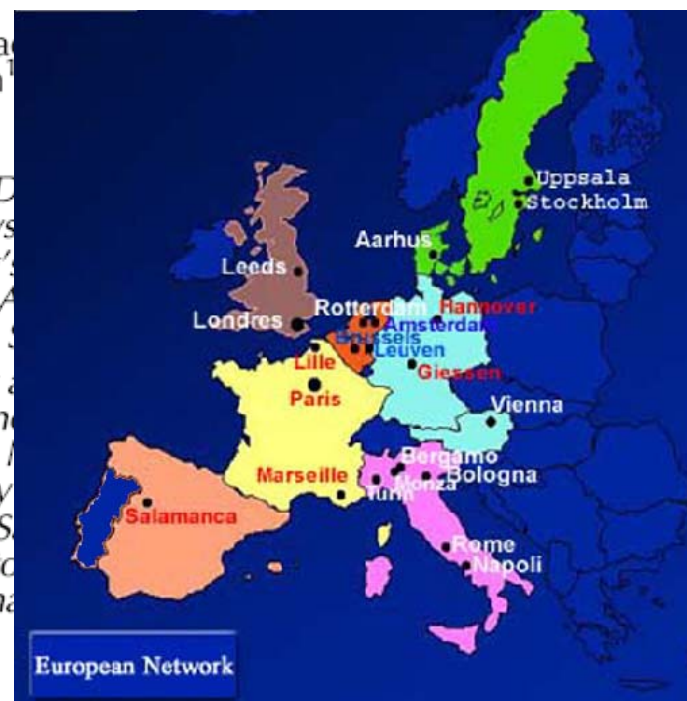 Uppsala
Stockholm
Aarhus
Leeds
Rotterdam
Hannover
Londres
Amsterdam
Brussels
Leuven
Lille
Giessen
Paris
Vienna
Bergamo
Marseille
Bologna
Monza
Turin
Salamanca
Rome
Napoli
European Network